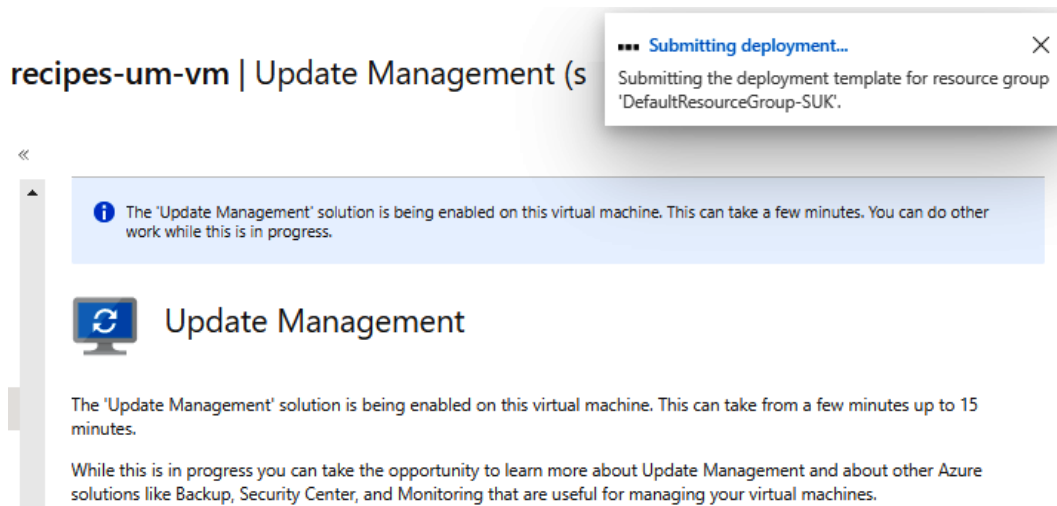 recipes-um-vm | Update Management (s
Submitting deployment...
Submitting the deployment template for resource group
'DefaultResourceGroup-SUK'.
The 'Update Management' solution is being enabled on this virtual machine. This can take a few minutes. You can do other
work while this is in progress.
Update Management
The 'Update Management' solution is being enabled on this virtual machine. This can take from a few minutes up to 15
minutes.
While this is in progress you can take the opportunity to learn more about Update Management and about other Azure
solutions like Backup, Security Center, and Monitoring that are useful for managing your virtual machines.